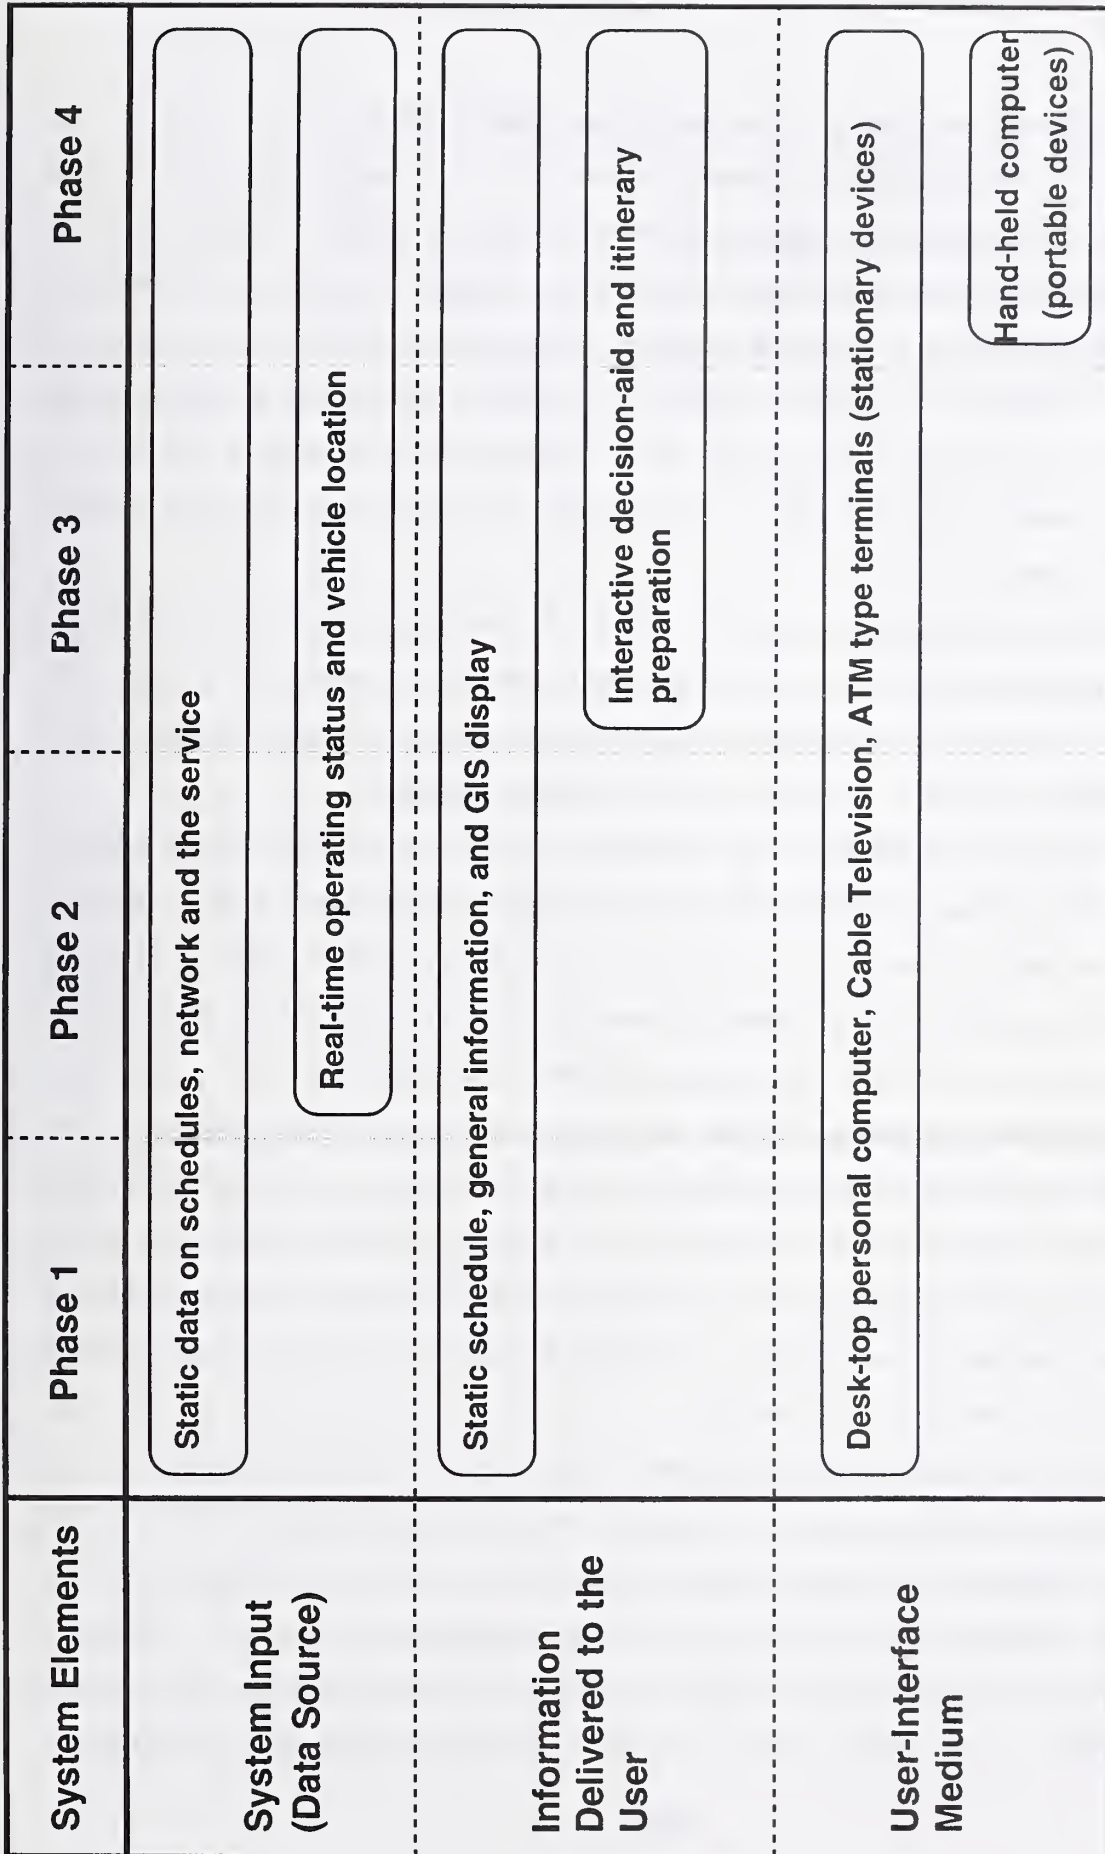 System Elements
Phase 1
Phase 2
Phase 3
Phase 4
System Input
(Data Source)
Static data on schedules, network and the service
Real-time operating status and vehicle location
Information
Delivered to the
User
Static schedule, general information, and GIS display
Interactive decision-aid and itinerary
preparation
User-Interface
Medium
Desk-top personal computer, Cable Television, ATM type terminals (stationary devices)
Hand-held computer
(portable devices)